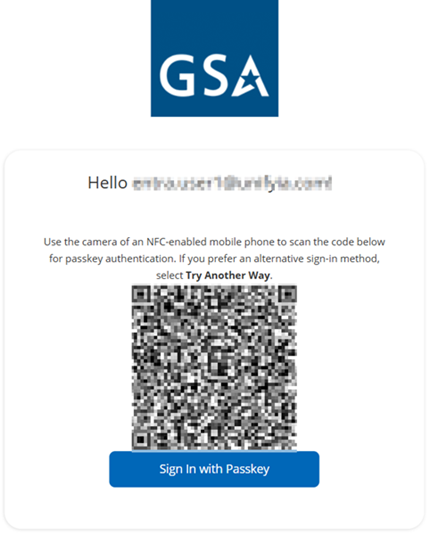 GSA
Hello
Use the camera of an NFC-enabled mobile phone to scan the code below
for passkey authentication. If you prefer an alternative sign-in method,
select Try Another Way.
Sign In with Passkey